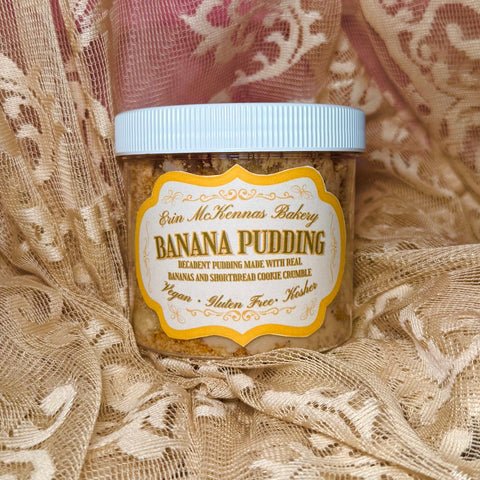 Erin McKennas Bakery
BANANA PUDDING
DECADENT PUDDING MADE WITH REAL
BANANAS AND SHORTBREAD COOKIE CRUMBLE
Vegan • Gluten Free • Kosher